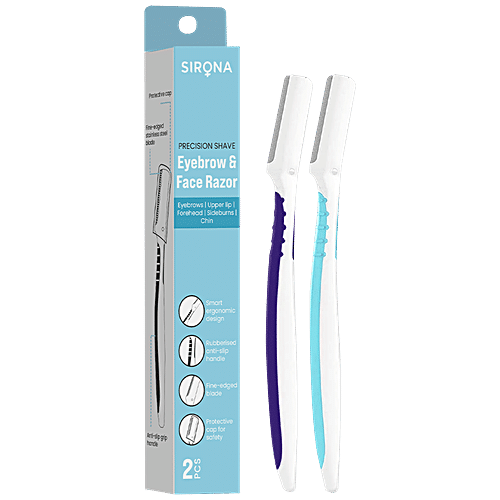 SIRONA
PRECISION SHAVE
Eyebrow &
Face Razor
Eyebrows | Upper lip |
Forehead | Sideburns |
Chin
Smart
ergonomic
design
Rubberised
anti-slip
handle
Fine-edged
blade
Protective
cap for
safety
2 PCS
Protective cap
Fine-edged
stainless steel
blade
Anti-slip grip
handle